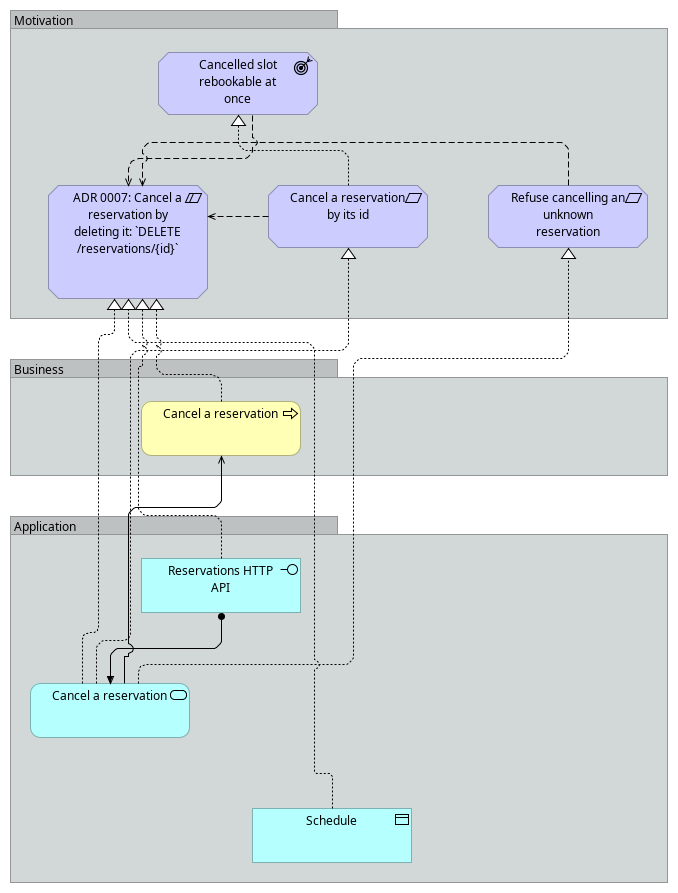 Motivation
Cancelled slot
rebookable at
once
ADR 0007: Cancel a
reservation by
deleting it: `DELETE
/reservations/{id}`
Cancel a reservation
by its id
Refuse cancelling an
unknown
reservation
Business
Cancel a reservation
Application
Reservations HTTP
API
Cancel a reservation
Schedule